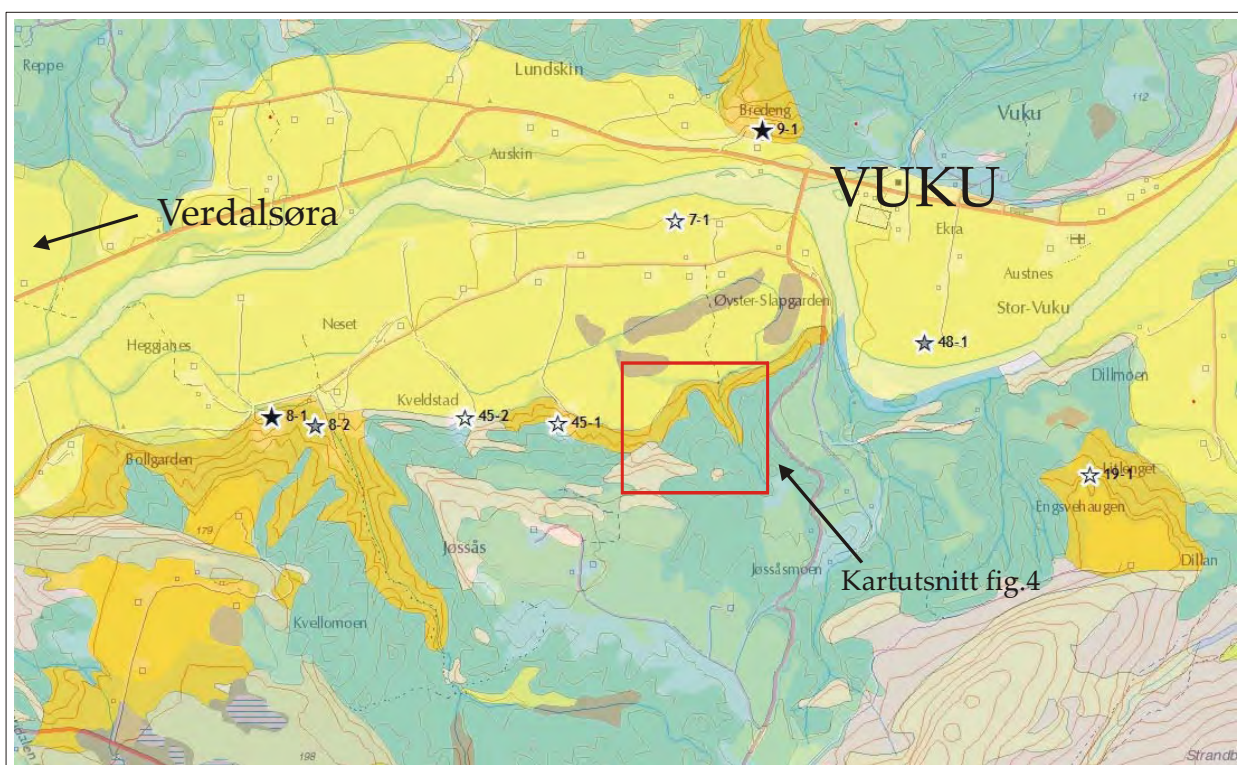 Reppe
Lundskin
Bredeng
9-1
Vuku
112
Auskin
VUKU
Verdalsøra
7-1
Ekra
Austnes
Øvster-Slapgarden
Stor-Vuku
Neset
Heggjanes
48-1
Dillmoen
Kveldstad
8-1
8-2
45-2
45-1
Bollgarden
19-1
Engsvehaugen
179
Jøssås
Jøssåsmoen
Dillan
Kartutsnitt fig.4
Kvellomoen
198